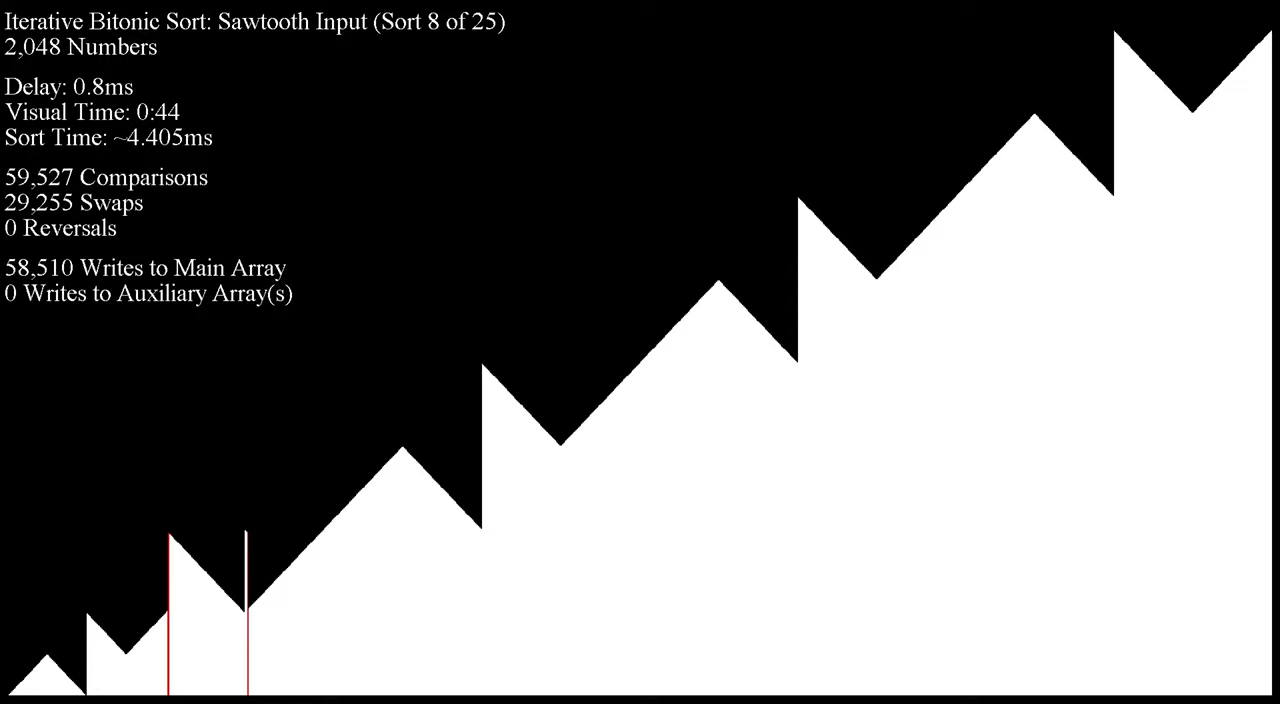 Iterative Bitonic Sort: Sawtooth Input (Sort 8 of 25)
2,048 Numbers
Delay: 0.8ms
Visual Time: 0:44
Sort Time: ~4.405ms
59,527 Comparisons
29,255 Swaps
0 Reversals
58,510 Writes to Main Array
0 Writes to Auxiliary Array(s)